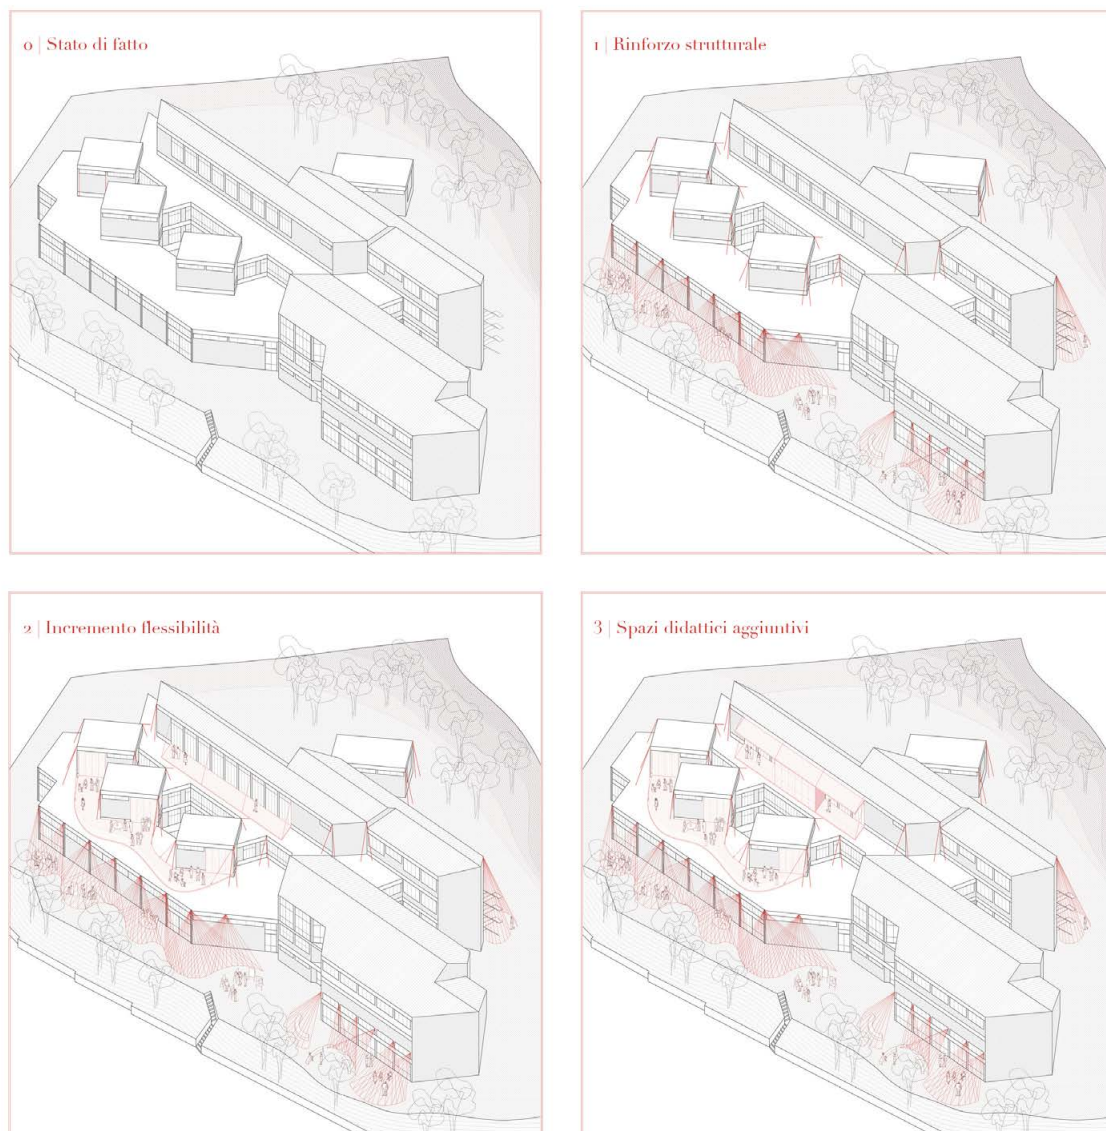 0 | Stato di fatto
1 | Rinforzo strutturale
2 | Incremento flessibilità
3 | Spazi didattici aggiuntivi